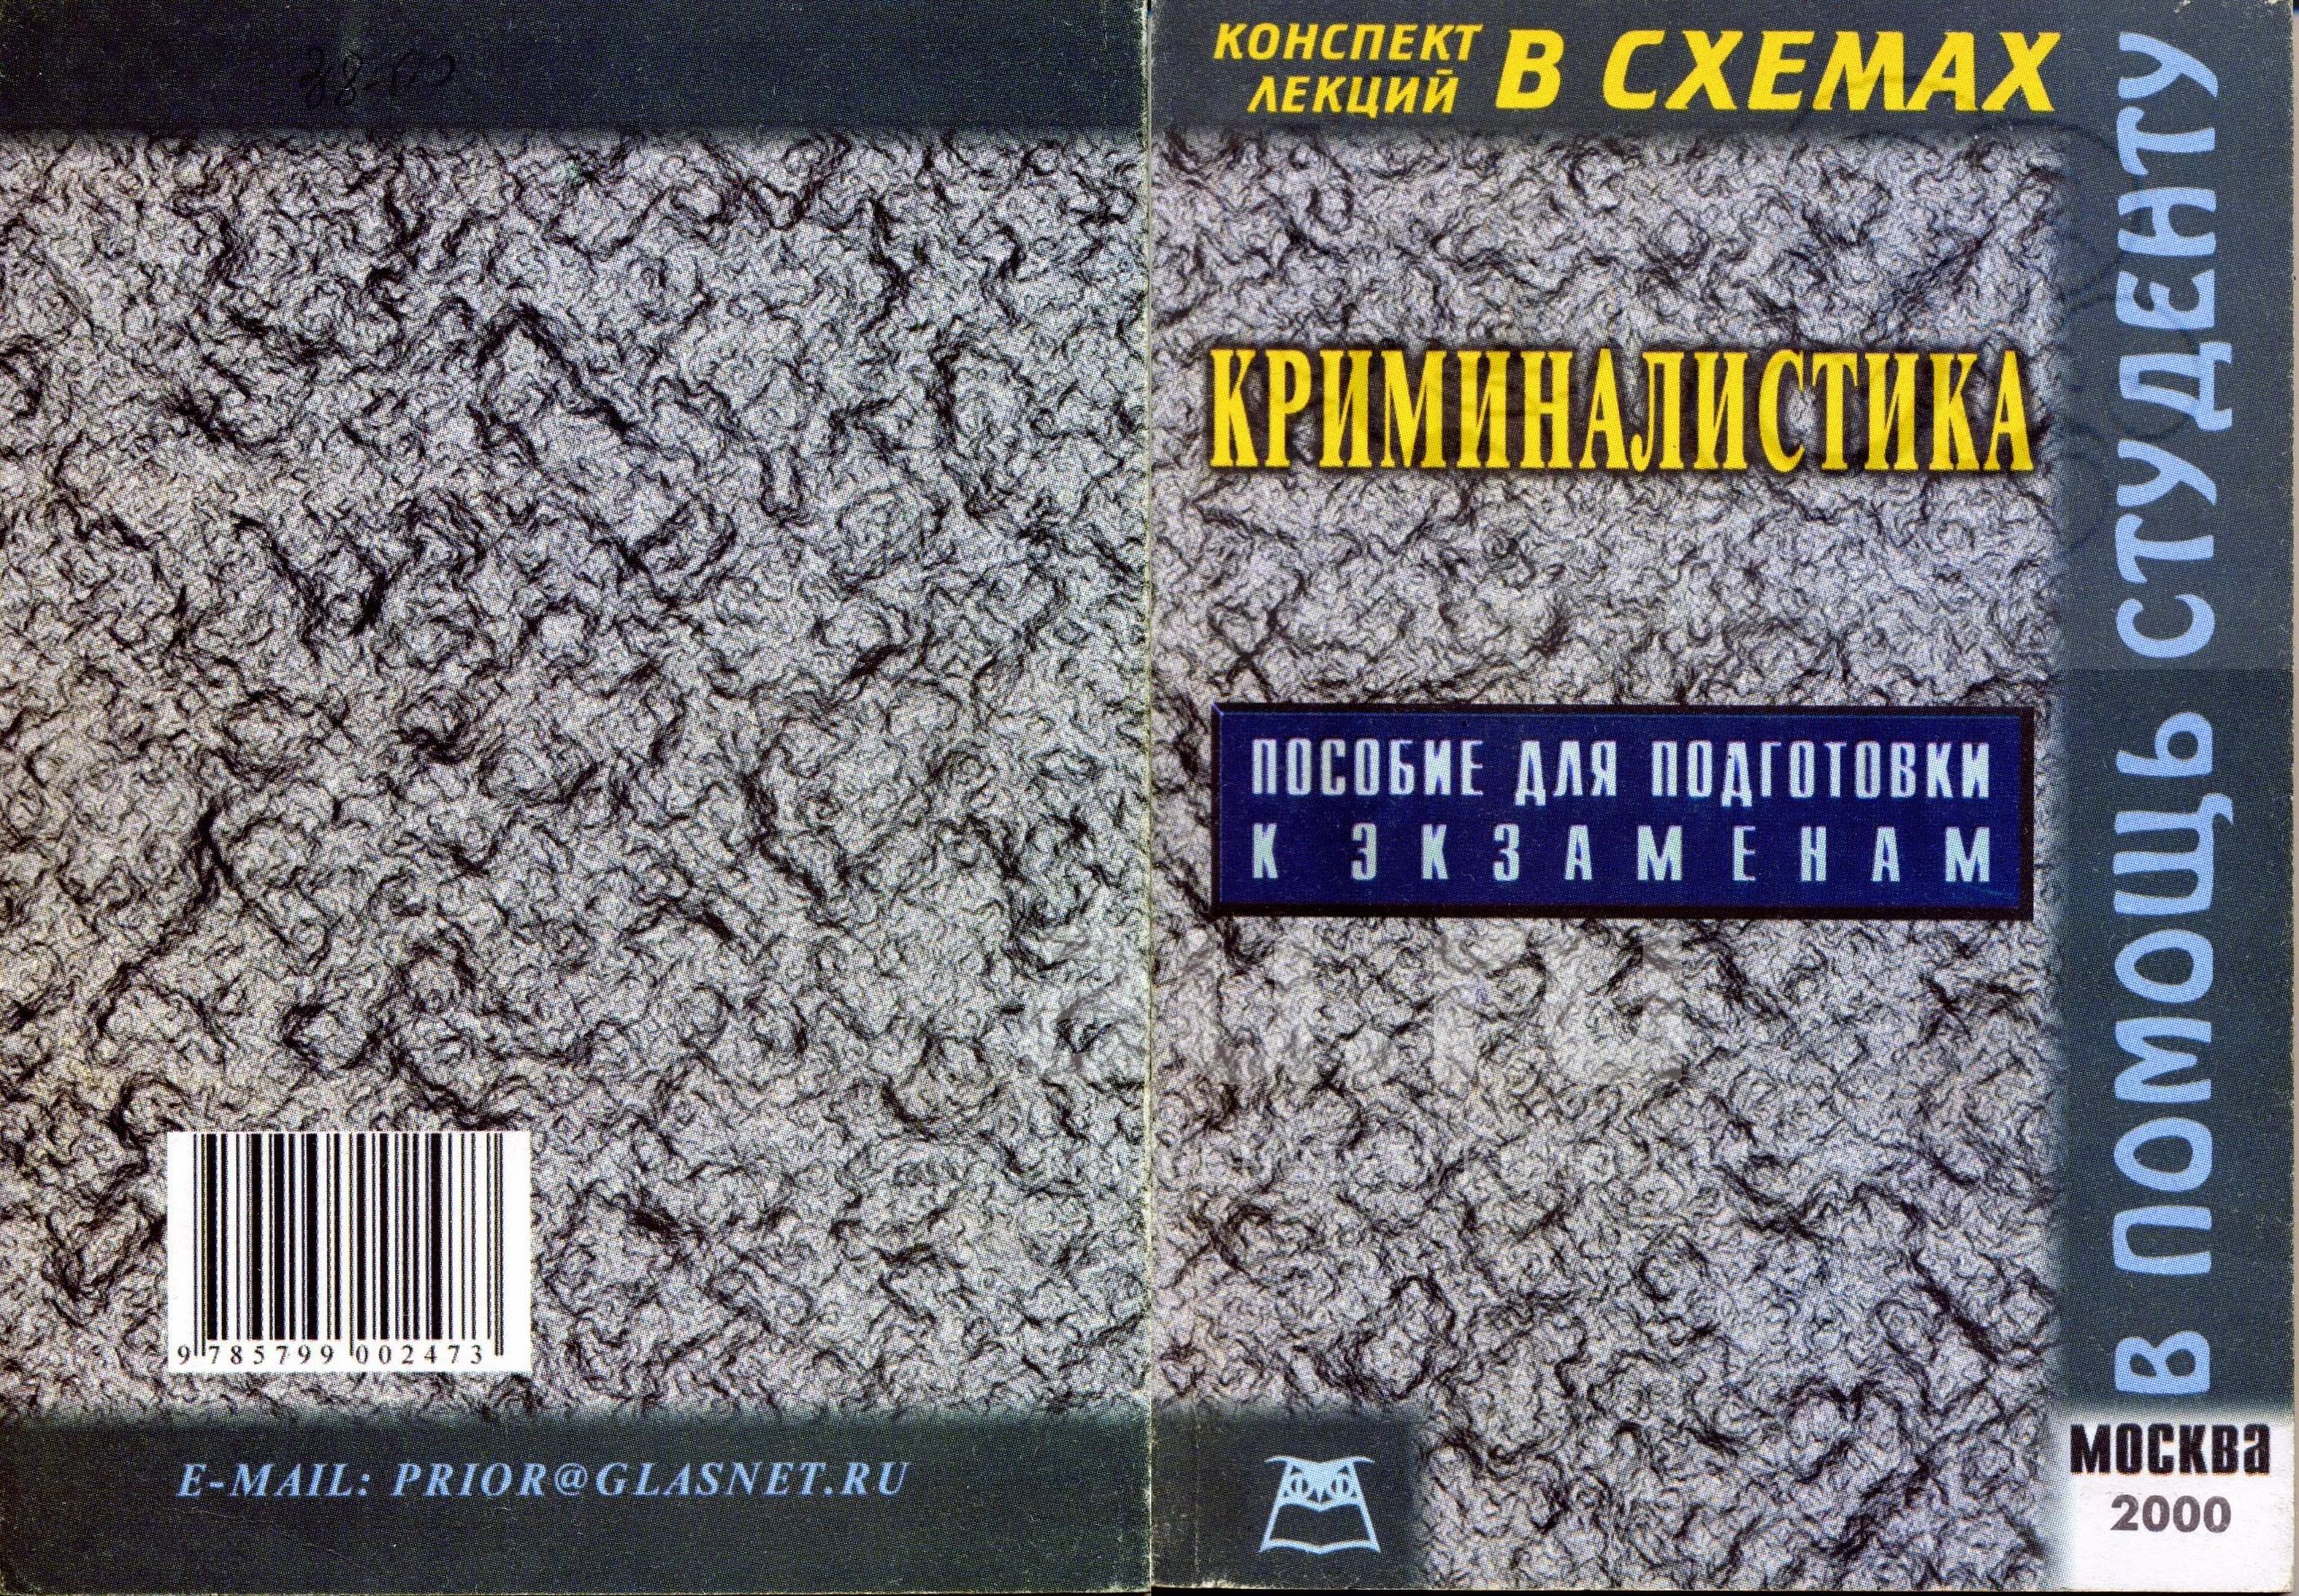 КОНСПЕКТ
ЛЕКЦИЙ
В СХЕМАХ
КРИМИНАЛИСТИКА
ПОСОБИЕ ДЛЯ ПОДГОТОВКИ
К ЭКЗАМЕНАМ
В ПОМОЩЬ СТУДЕНТУ
МОСКВА
2000
9 785799 002473
E-MAIL: PRIOR@GLASNET.RU